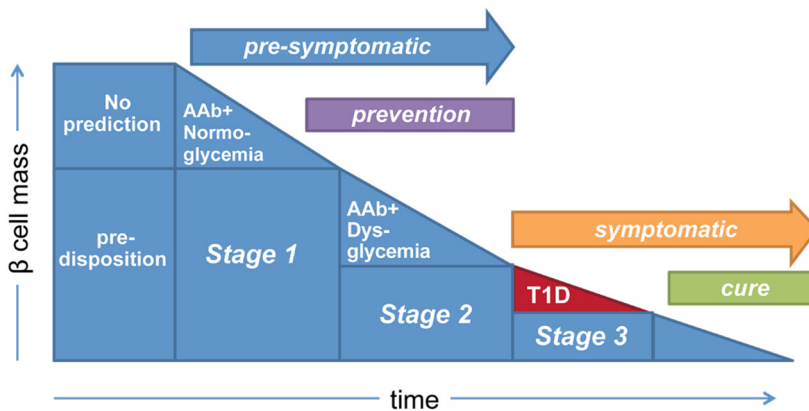 pre-symptomatic
No
prediction
AAb+
Normo-
glycemia
prevention
β cell mass
pre-
disposition
Stage 1
AAb+
Dys-
glycemia
symptomatic
Stage 2
T1D
cure
Stage 3
time